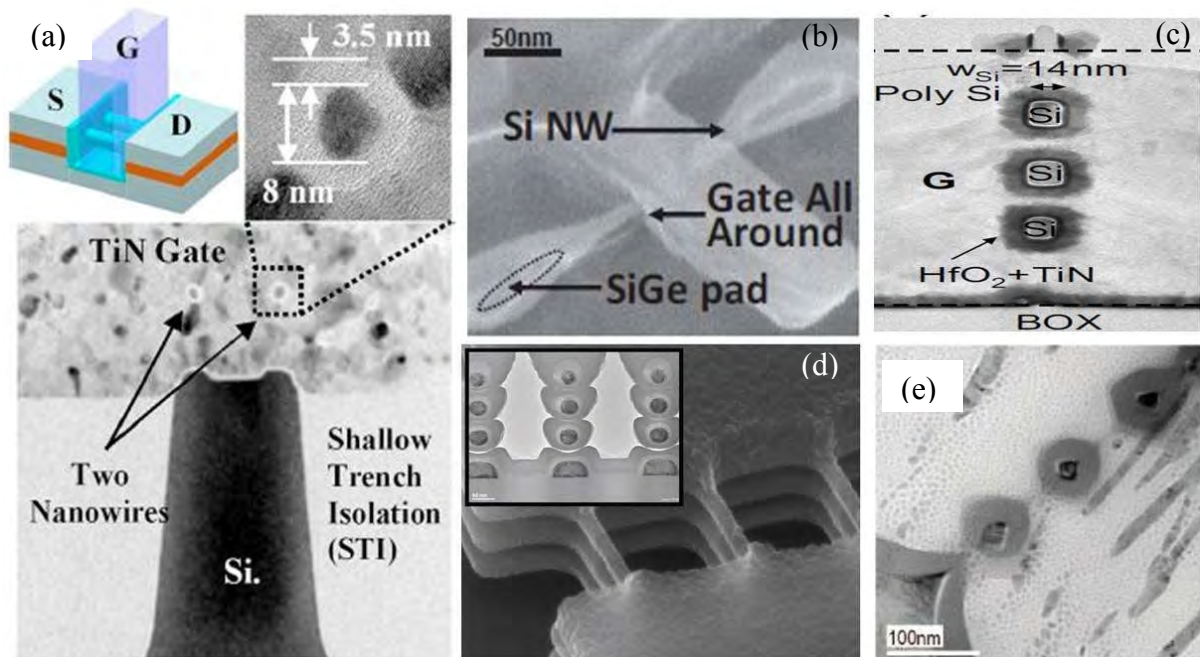 (a)
G
S
D
3.5 nm
8 nm
TiN Gate
Two
Nanowires
Shallow
Trench
Isolation
(STI)
Si.
50nm
(b)
Si NW
Gate All
Around
SiGe pad
(c)
wSi=14nm
Poly Si
Si
Si
G
Si
HfO2+TiN
BOX
(d)
(e)
100nm